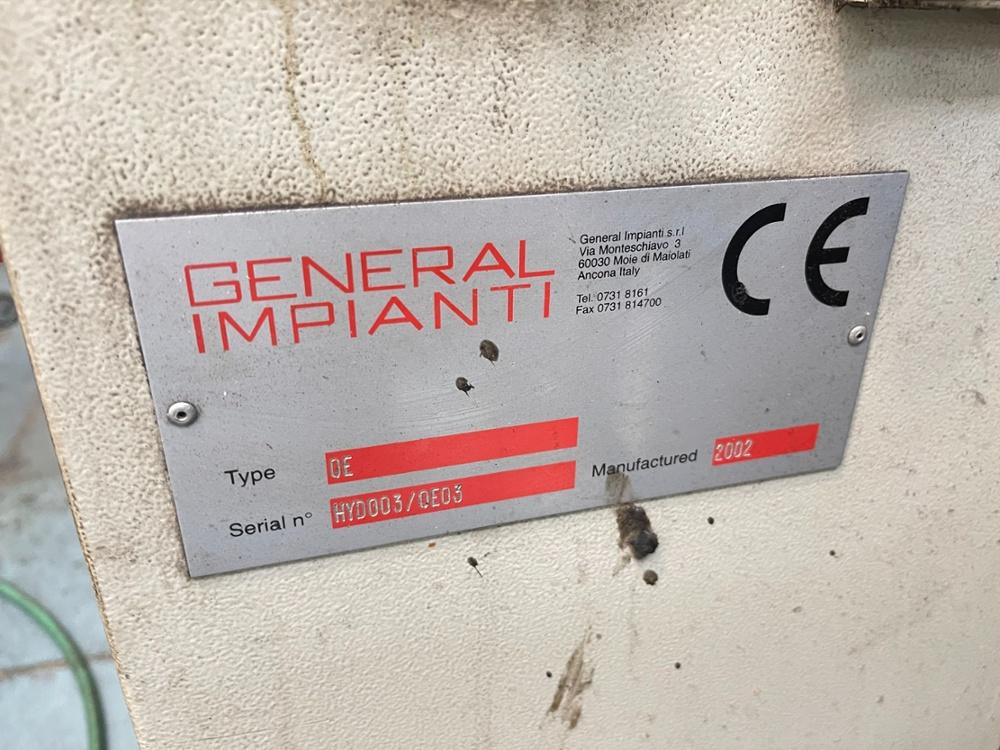 GENERAL
IMPIANTI
General Impianti s.r.l
Via Monteschiavo 3
60030 Moie di Maiolati
Ancona Italy
Tel. 0731 8161
Fax 0731 814700
CE
Type QE
Serial n° HYD003/QE03
Manufactured 2002